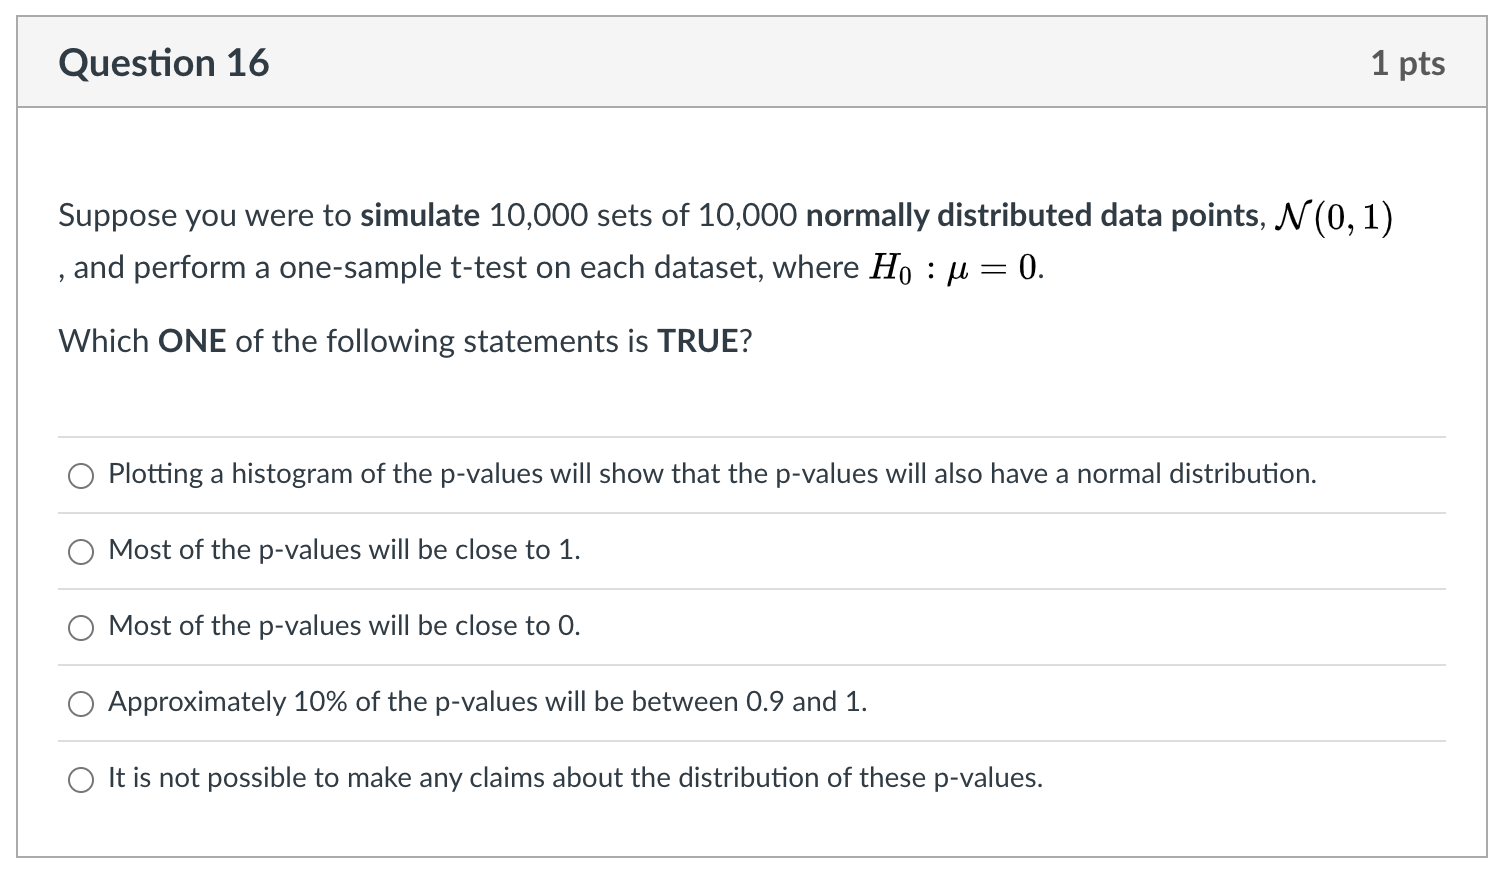 Question 16
1 pts
Suppose you were to simulate 10,000 sets of 10,000 normally distributed data points, 𝒩(0, 1)
, and perform a one-sample t-test on each dataset, where H₀ : μ = 0.
Which ONE of the following statements is TRUE?
Plotting a histogram of the p-values will show that the p-values will also have a normal distribution.
Most of the p-values will be close to 1.
Most of the p-values will be close to 0.
Approximately 10% of the p-values will be between 0.9 and 1.
It is not possible to make any claims about the distribution of these p-values.